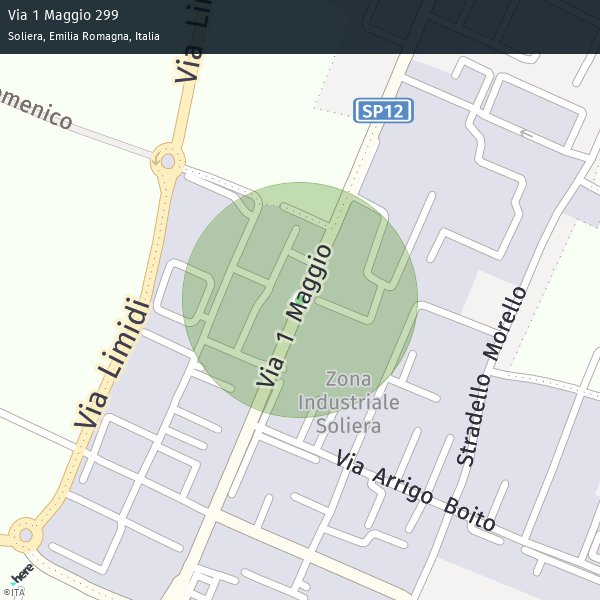 Via 1 Maggio 299
Soliera, Emilia Romagna, Italia
Via Lim
omenico
SP12
Via 1 Maggio
Via Limidi
Stradello Morello
Zona
Industriale
Soliera
Via Arrigo Boito
here
©ITA